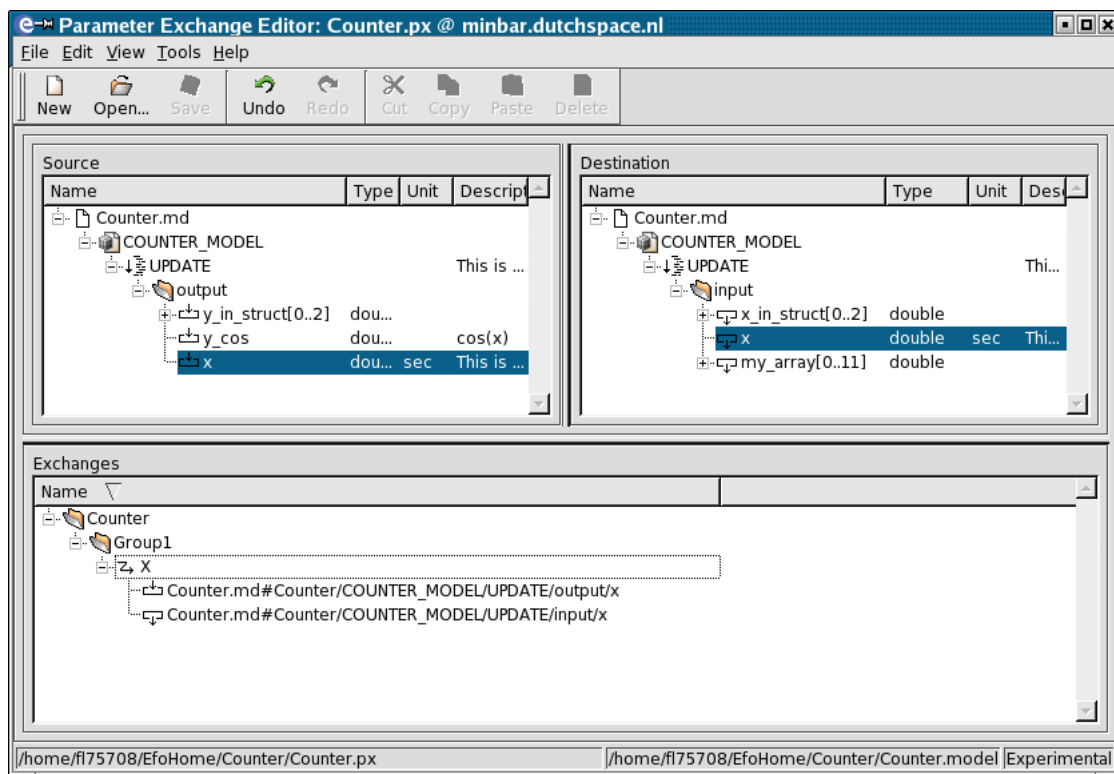 Parameter Exchange Editor: Counter.px @ minbar.dutchspace.nl
File Edit View Tools Help
New Open... Save Undo Redo Cut Copy Paste Delete
Source
Name Type Unit Descript
Counter.md
COUNTER_MODEL
UPDATE This is ...
output
y_in_struct[0..2] dou...
y_cos dou... cos(x)
x dou... sec This is ...
Destination
Name Type Unit Desc
Counter.md
COUNTER_MODEL
UPDATE Thi...
input
x_in_struct[0..2] double
x double sec Thi...
my_array[0..11] double
Exchanges
Name
Counter
Group1
X
Counter.md#Counter/COUNTER_MODEL/UPDATE/output/x
Counter.md#Counter/COUNTER_MODEL/UPDATE/input/x
/home/fl75708/EfoHome/Counter/Counter.px /home/fl75708/EfoHome/Counter/Counter.model Experimental